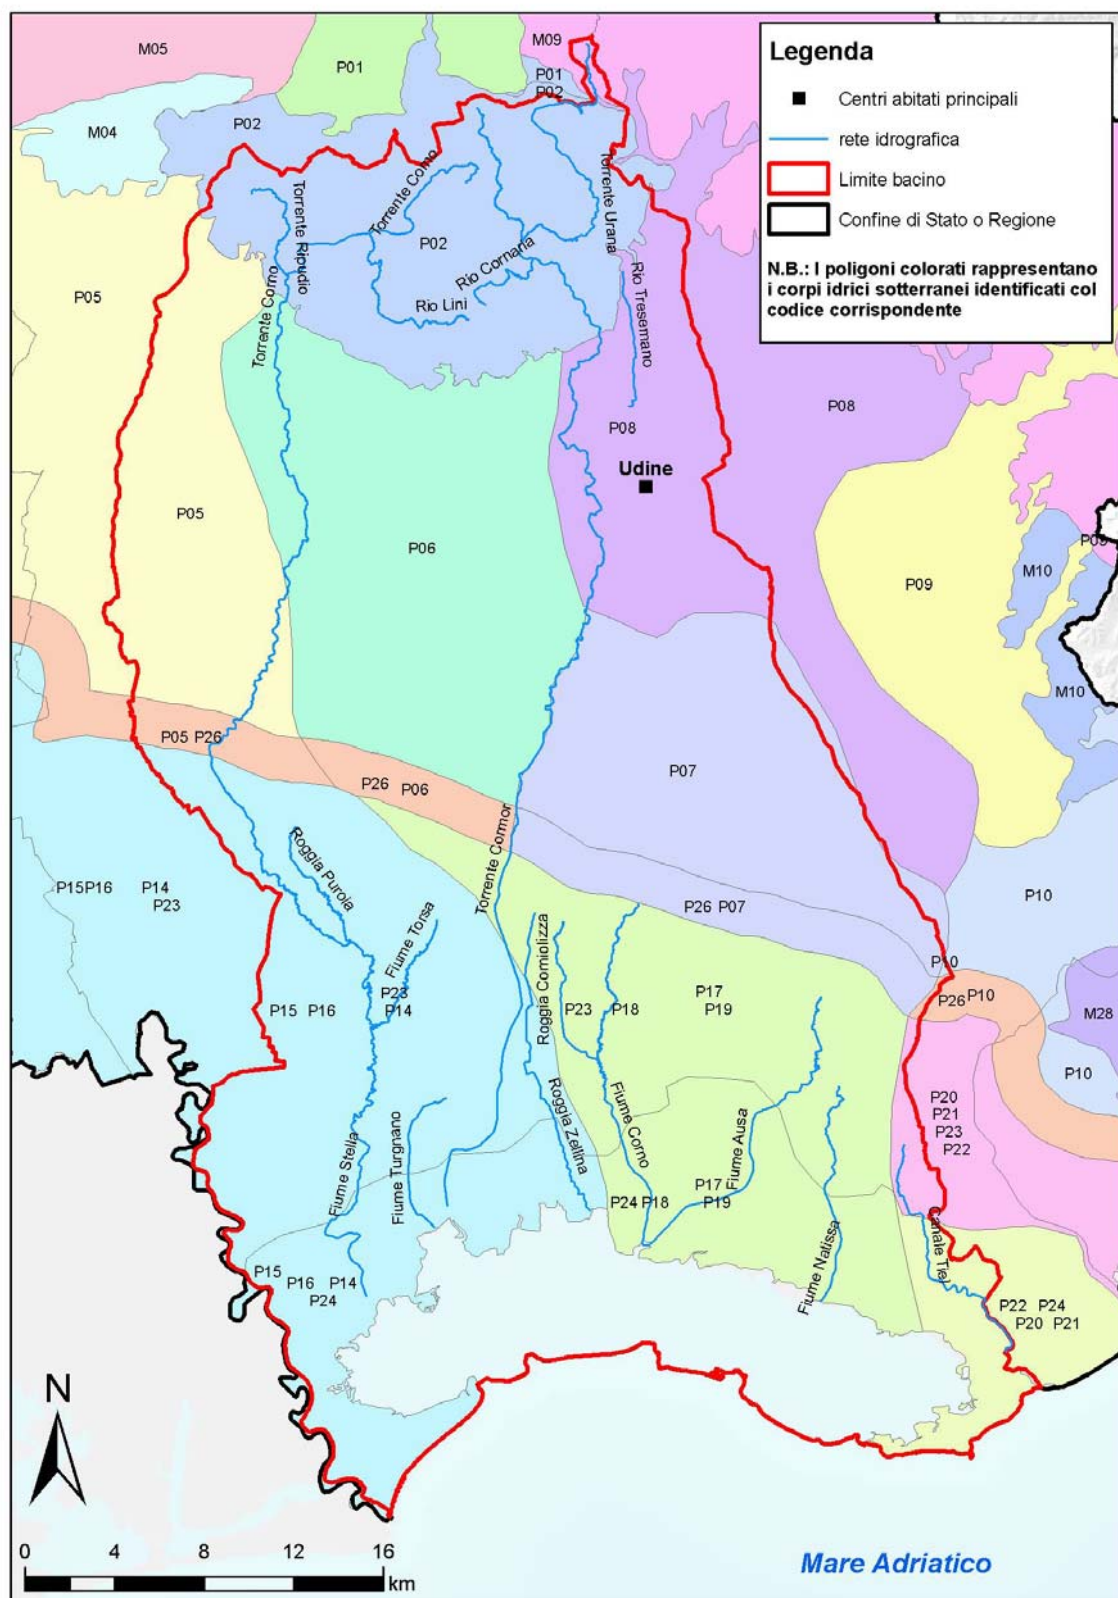 M05
P01
M09
P01
P02
M04
P02
Legenda
Centri abitati principali
rete idrografica
Limite bacino
Confine di Stato o Regione
N.B.: I poligoni colorati rappresentano
i corpi idrici sotterranei identificati col
codice corrispondente
Torrente Corno
Torrente Ripudio
Torrente Urana
P02
Rio Cornaria
Rio Lini
Torrente Corno
Rio Tresemano
P05
P08
P08
Udine
P05
P06
P09
P09
M10
M10
P05 P26
P26
P06
P07
Torrente Cormor
Roggia Puroia
P15 P16
P14
P23
Fiume Torsa
Roggia Corniolizza
P26 P07
P10
P10
P26 P10
M28
P10
P15 P16
P23
P14
P23
P18
P17
P19
Roggia Zellina
Fiume Corno
Fiume Ausa
P20
P21
P23
P22
Fiume Stella
Fiume Turgnano
P24 P18
P17
P19
Fiume Natissa
Canale Tiel
P15
P16
P14
P24
P22 P24
P20 P21
N
0 4 8 12 16
km
Mare Adriatico